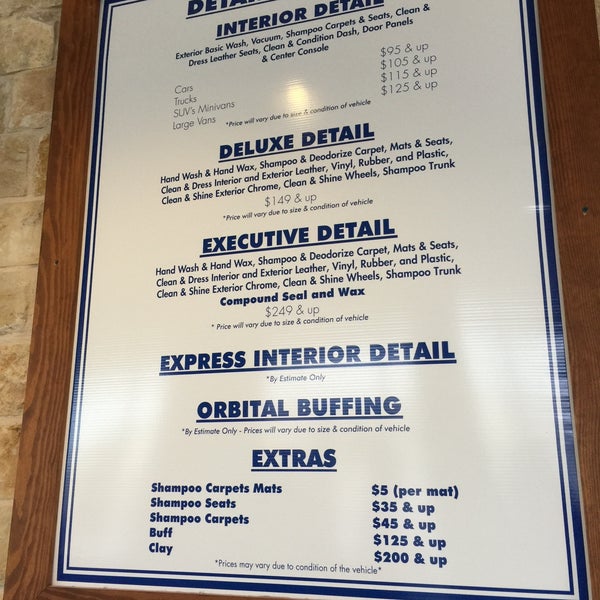 INTERIOR DETAIL
Exterior Basic Wash, Vacuum, Shampoo Carpets & Seats, Clean &
Dress Leather Seats, Clean & Condition Dash, Door Panels
& Center Console
Cars $95 & up
Trucks $105 & up
SUV's Minivans $115 & up
Large Vans $125 & up
*Price will vary due to size & condition of vehicle
DELUXE DETAIL
Hand Wash & Hand Wax, Shampoo & Deodorize Carpet, Mats & Seats,
Clean & Dress Interior and Exterior Leather, Vinyl, Rubber, and Plastic,
Clean & Shine Exterior Chrome, Clean & Shine Wheels, Shampoo Trunk
$149 & up
*Price will vary due to size & condition of vehicle
EXECUTIVE DETAIL
Hand Wash & Hand Wax, Shampoo & Deodorize Carpet, Mats & Seats,
Clean & Dress Interior and Exterior Leather, Vinyl, Rubber, and Plastic,
Clean & Shine Exterior Chrome, Clean & Shine Wheels, Shampoo Trunk
Compound Seal and Wax
$249 & up
* Price will vary due to size & condition of vehicle
EXPRESS INTERIOR DETAIL
*By Estimate Only
ORBITAL BUFFING
*By Estimate Only - Prices will vary due to size & condition of vehicle
EXTRAS
Shampoo Carpets Mats $5 (per mat)
Shampoo Seats $35 & up
Shampoo Carpets $45 & up
Buff $125 & up
Clay $200 & up
*Prices may vary due to condition of the vehicle*